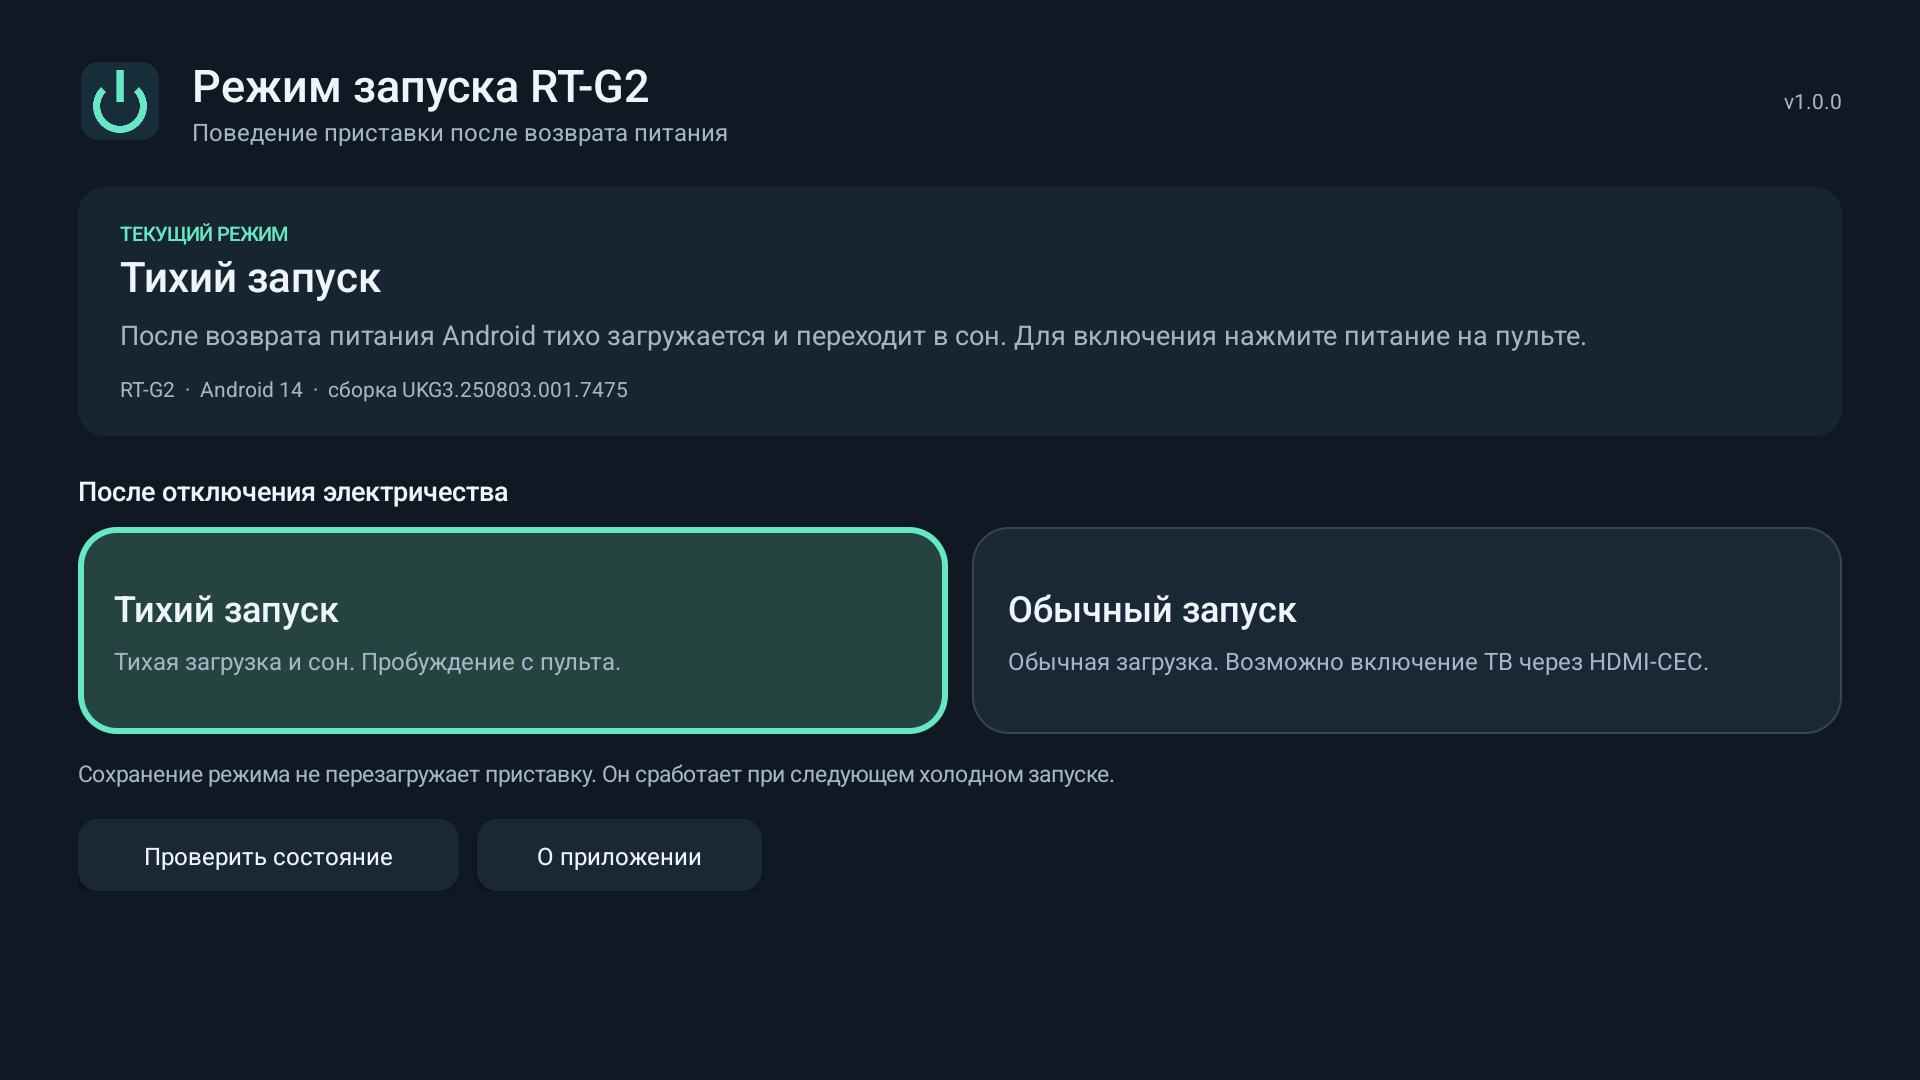 Режим запуска RT-G2
Поведение приставки после возврата питания
v1.0.0
ТЕКУЩИЙ РЕЖИМ
Тихий запуск
После возврата питания Android тихо загружается и переходит в сон. Для включения нажмите питание на пульте.
RT-G2 · Android 14 · сборка UKG3.250803.001.7475
После отключения электричества
Тихий запуск
Тихая загрузка и сон. Пробуждение с пульта.
Обычный запуск
Обычная загрузка. Возможно включение ТВ через HDMI-CEC.
Сохранение режима не перезагружает приставку. Он сработает при следующем холодном запуске.
Проверить состояние
О приложении